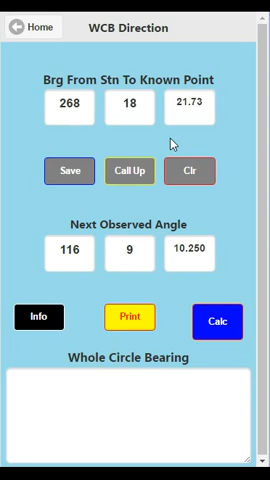 Home WCB Direction
Brg From Stn To Known Point
268 18 21.73
Save Call Up Clr
Next Observed Angle
116 9 10.250
Info Print Calc
Whole Circle Bearing